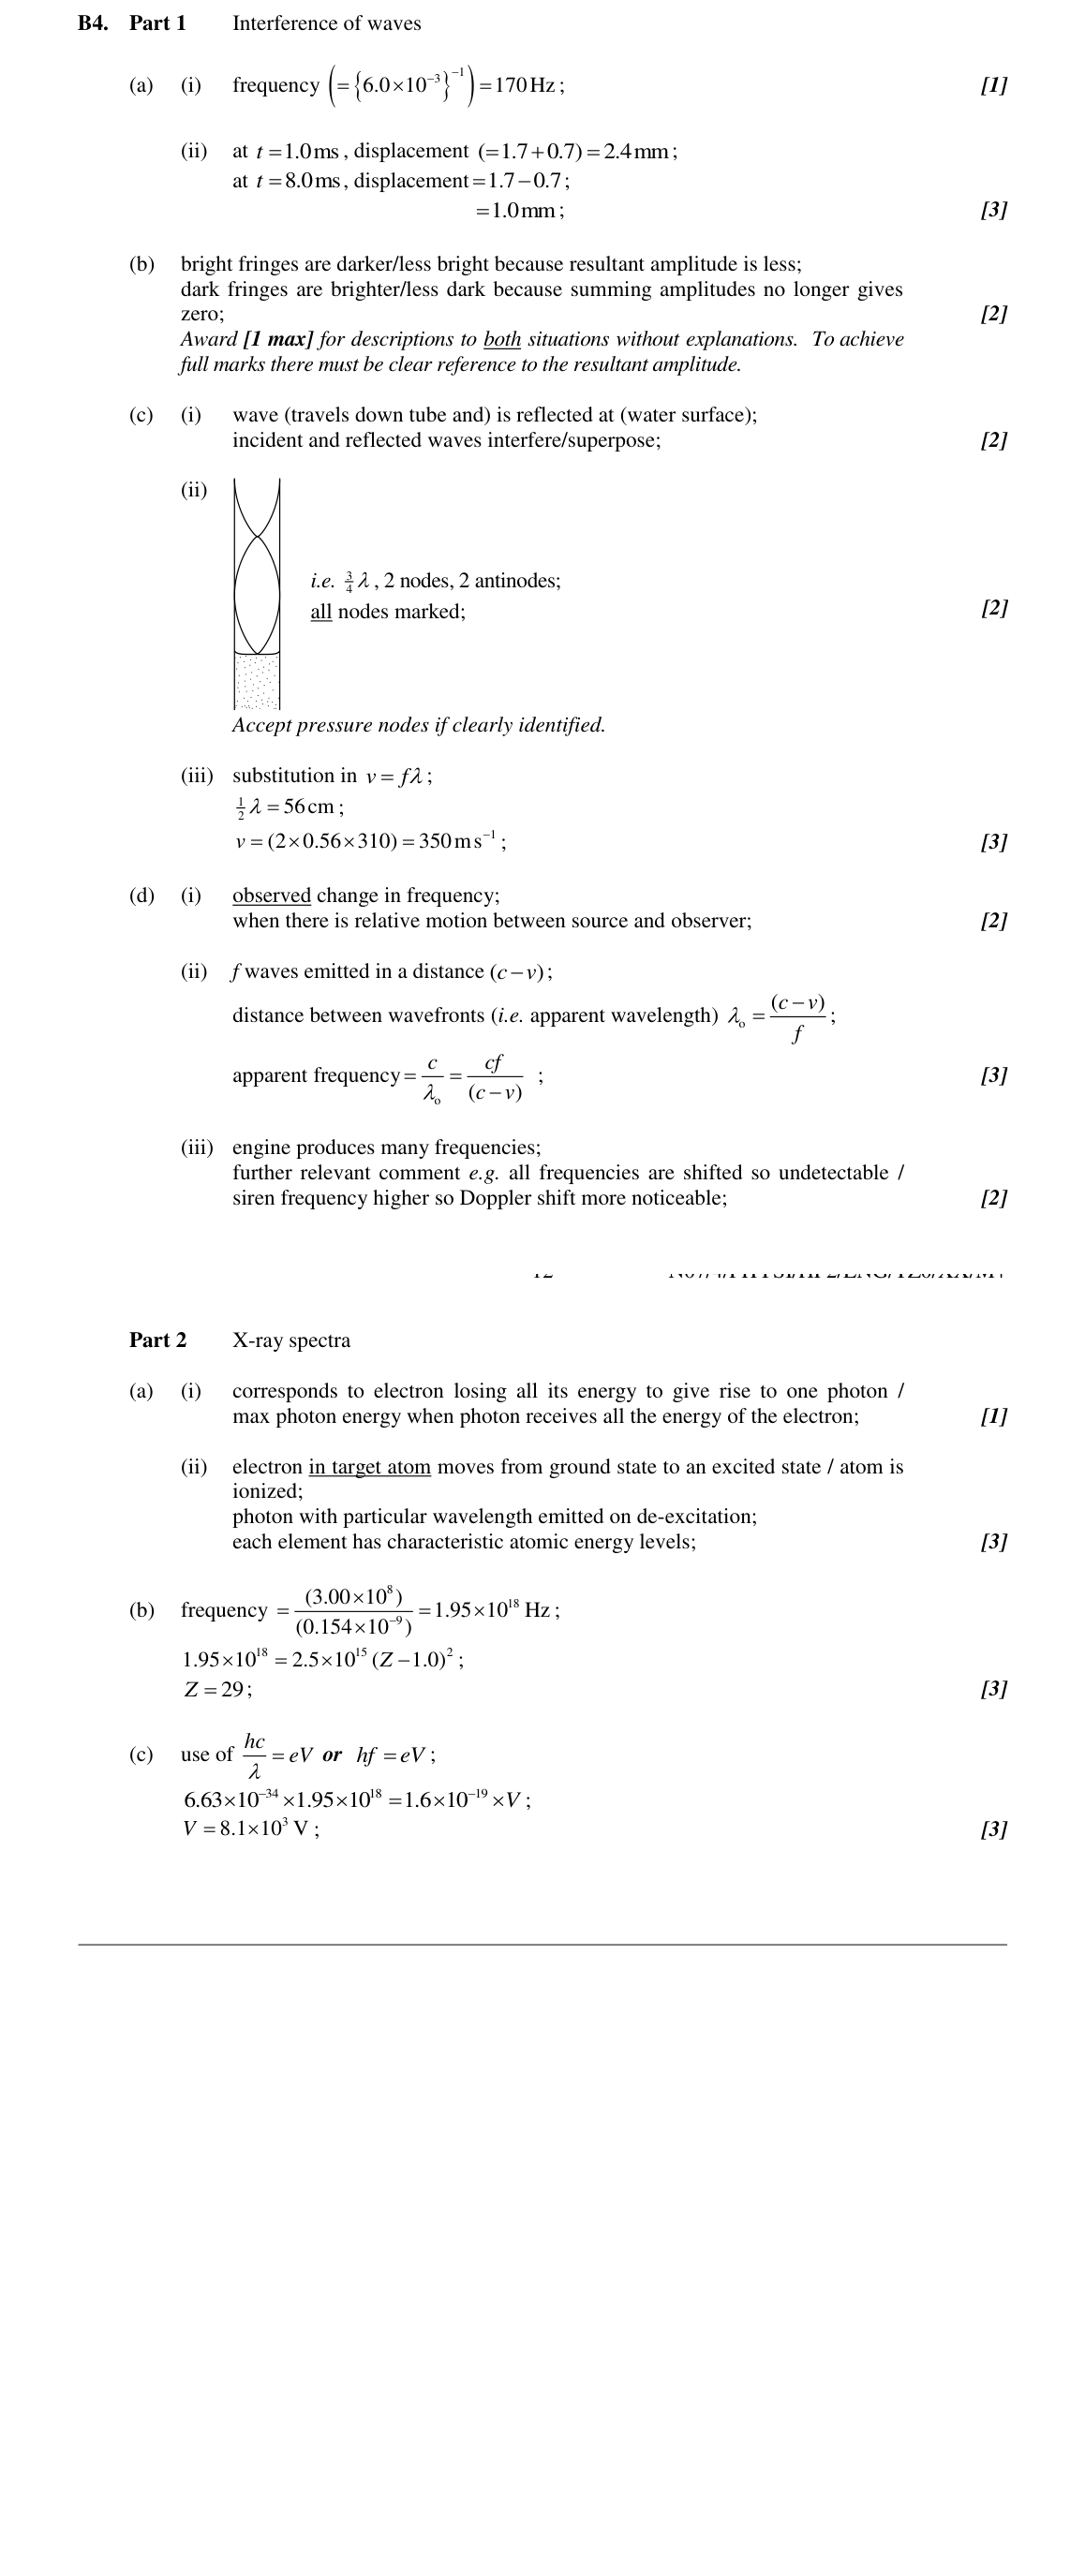 B4. Part 1 Interference of waves
(a) (i) frequency (= {6.0×10⁻³}⁻¹) = 170 Hz ; [1]
(ii) at t = 1.0 ms , displacement (= 1.7 + 0.7) = 2.4 mm ;
at t = 8.0 ms , displacement = 1.7 − 0.7 ;
= 1.0 mm ; [3]
(b) bright fringes are darker/less bright because resultant amplitude is less;
dark fringes are brighter/less dark because summing amplitudes no longer gives
zero; [2]
Award [1 max] for descriptions to both situations without explanations. To achieve
full marks there must be clear reference to the resultant amplitude.
(c) (i) wave (travels down tube and) is reflected at (water surface);
incident and reflected waves interfere/superpose; [2]
(ii)
i.e. ¾ λ , 2 nodes, 2 antinodes;
all nodes marked; [2]
Accept pressure nodes if clearly identified.
(iii) substitution in v = fλ ;
½ λ = 56 cm ;
v = (2×0.56×310) = 350 m s⁻¹ ; [3]
(d) (i) observed change in frequency;
when there is relative motion between source and observer; [2]
(ii) f waves emitted in a distance (c − v) ;
distance between wavefronts (i.e. apparent wavelength) λₒ = (c − v)/f ;
apparent frequency = c/λₒ = cf/(c − v) ; [3]
(iii) engine produces many frequencies;
further relevant comment e.g. all frequencies are shifted so undetectable /
siren frequency higher so Doppler shift more noticeable; [2]
Part 2 X-ray spectra
(a) (i) corresponds to electron losing all its energy to give rise to one photon /
max photon energy when photon receives all the energy of the electron; [1]
(ii) electron in target atom moves from ground state to an excited state / atom is
ionized;
photon with particular wavelength emitted on de-excitation;
each element has characteristic atomic energy levels; [3]
(b) frequency = (3.00×10⁸)/(0.154×10⁻⁹) = 1.95×10¹⁸ Hz ;
1.95×10¹⁸ = 2.5×10¹⁵ (Z − 1.0)² ;
Z = 29 ; [3]
(c) use of hc/λ = eV or hf = eV ;
6.63×10⁻³⁴ ×1.95×10¹⁸ = 1.6×10⁻¹⁹ ×V ;
V = 8.1×10³ V ; [3]